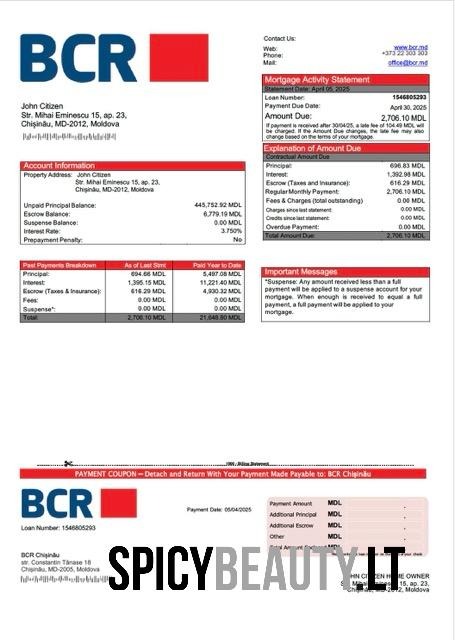 BCR
Contact Us:
Web: www.bcr.md
Phone: +373 22 303 303
Mail: office@bcr.md
John Citizen
Str. Mihai Eminescu 15, ap. 23,
Chișinău, MD-2012, Moldova
Mortgage Activity Statement
Statement Date: April 05, 2025
Loan Number: 1546805293
Payment Due Date: April 30, 2025
Amount Due: 2,706.10 MDL
If payment is received after 30/04/25, a late fee of 104.49 MDL will
be charged. If the Amount Due changes, the late fee may also
change based on the terms of your mortgage.
Explanation of Amount Due
Contractual Amount Due
Principal: 696.83 MDL
Interest: 1,392.98 MDL
Escrow (Taxes and Insurance): 616.29 MDL
Regular Monthly Payment: 2,706.10 MDL
Fees & Charges (total outstanding) 0.00 MDL
Charges since last statement: 0.00 MDL
Credits since last statement: 0.00 MDL
Overdue Payment: 0.00 MDL
Total Amount Due: 2,706.10 MDL
Account Information
Property Address: John Citizen
Str. Mihai Eminescu 15, ap. 23,
Chișinău, MD-2012, Moldova
Unpaid Principal Balance: 445,752.92 MDL
Escrow Balance: 6,779.19 MDL
Suspense Balance: 0.00 MDL
Interest Rate: 3.750%
Prepayment Penalty: No
Past Payments Breakdown As of Last Stmt Paid Year to Date
Principal: 694.66 MDL 5,497.08 MDL
Interest: 1,395.15 MDL 11,221.40 MDL
Escrow (Taxes & Insurance): 616.29 MDL 4,930.32 MDL
Fees: 0.00 MDL 0.00 MDL
Suspense*: 0.00 MDL 0.00 MDL
Total: 2,706.10 MDL 21,648.80 MDL
Important Messages
*Suspense: Any amount received less than a full
payment will be applied to a suspense account for your
mortgage. When enough is received to equal a full
payment, a full payment will be applied to your
mortgage.
PAYMENT COUPON — Detach and Return With Your Payment Made Payable to: BCR Chișinău
BCR
Loan Number: 1546805293
Payment Date: 05/04/2025
Payment Amount MDL .
Additional Principal MDL .
Additional Escrow MDL .
Other MDL .
BCR Chișinău
str. Constantin Tănase 18
Chișinău, MD-2005, Moldova
SPICYBEAUTY.LT
JOHN CITIZEN HOME OWNER
Str. Mihai Eminescu 15, ap. 23,
Chișinău, MD-2012, Moldova